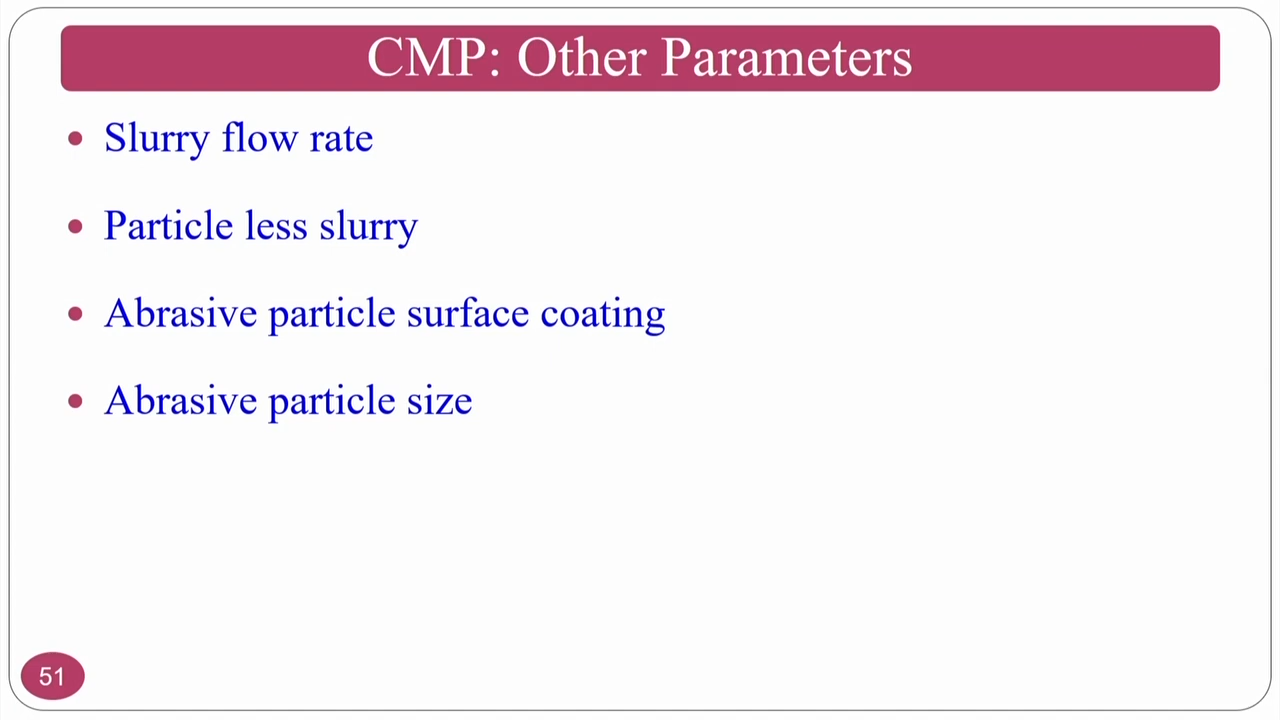 CMP: Other Parameters
• Slurry flow rate
• Particle less slurry
• Abrasive particle surface coating
• Abrasive particle size
51